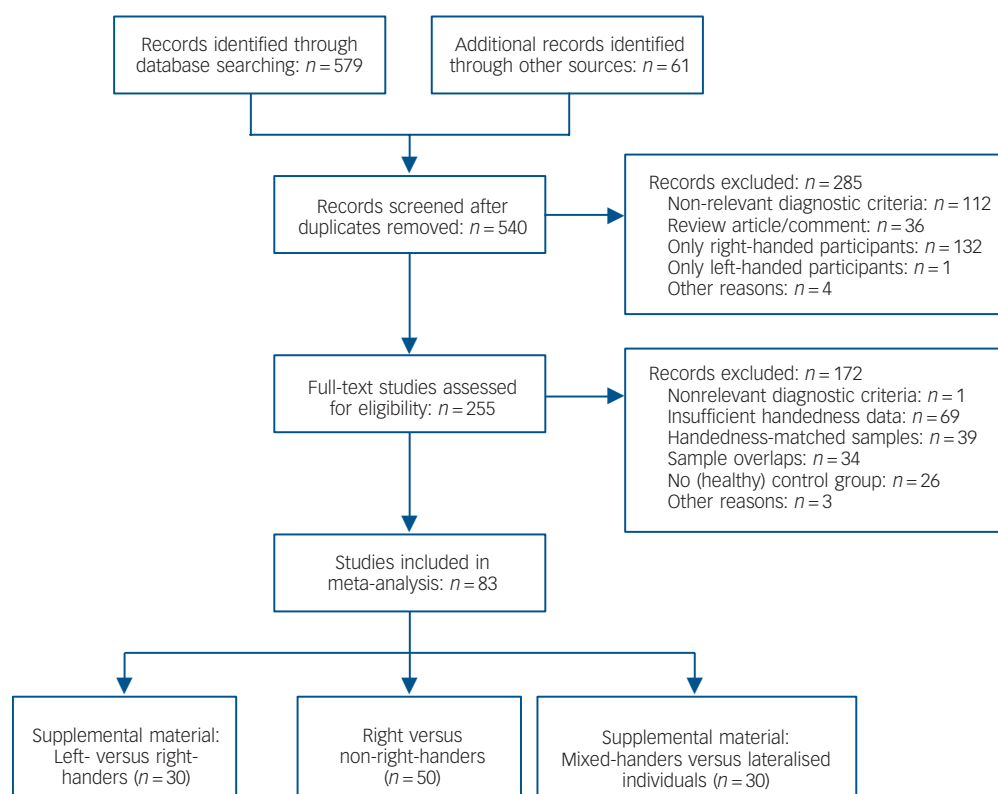 Records identified through
database searching: n = 579
Additional records identified
through other sources: n = 61
Records screened after
duplicates removed: n = 540
Records excluded: n = 285
Non-relevant diagnostic criteria: n = 112
Review article/comment: n = 36
Only right-handed participants: n = 132
Only left-handed participants: n = 1
Other reasons: n = 4
Full-text studies assessed
for eligibility: n = 255
Records excluded: n = 172
Nonrelevant diagnostic criteria: n = 1
Insufficient handedness data: n = 69
Handedness-matched samples: n = 39
Sample overlaps: n = 34
No (healthy) control group: n = 26
Other reasons: n = 3
Studies included in
meta-analysis: n = 83
Supplemental material:
Left- versus right-
handers (n = 30)
Right versus
non-right-handers
(n = 50)
Supplemental material:
Mixed-handers versus lateralised
individuals (n = 30)